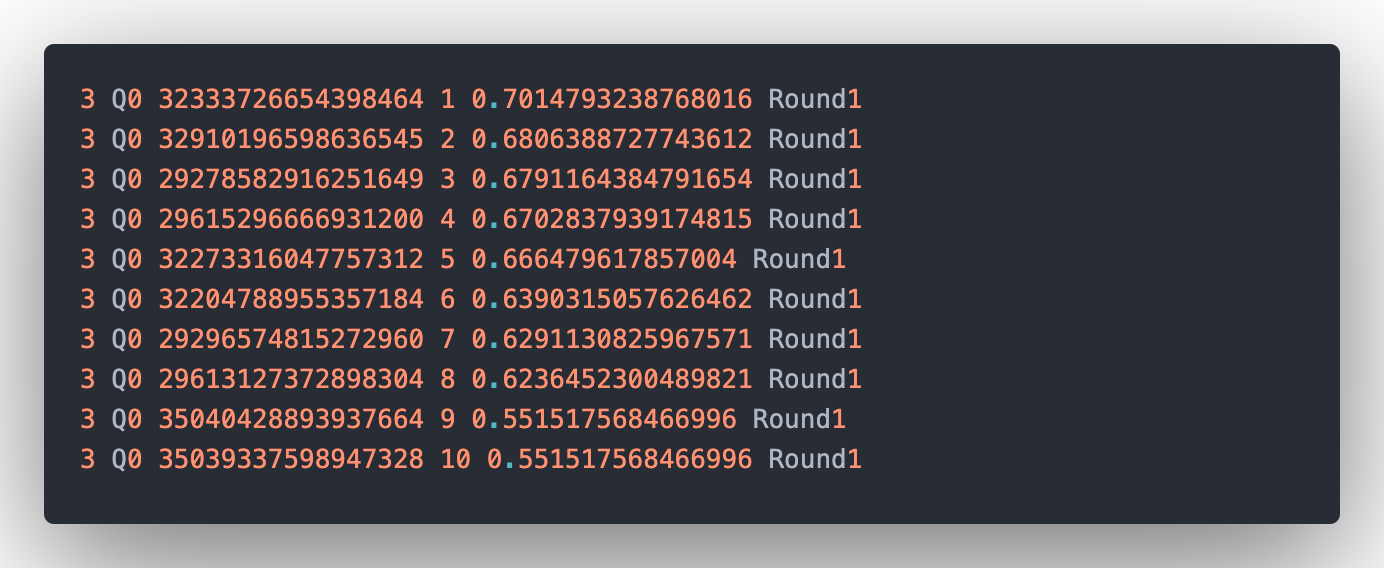 3 Q0 32333726654398464 1 0.7014793238768016 Round1
3 Q0 32910196598636545 2 0.6806388727743612 Round1
3 Q0 29278582916251649 3 0.6791164384791654 Round1
3 Q0 29615296666931200 4 0.6702837939174815 Round1
3 Q0 32273316047757312 5 0.666479617857004 Round1
3 Q0 32204788955357184 6 0.6390315057626462 Round1
3 Q0 29296574815272960 7 0.6291130825967571 Round1
3 Q0 29613127372898304 8 0.6236452300489821 Round1
3 Q0 35040428893937664 9 0.551517568466996 Round1
3 Q0 35039337598947328 10 0.551517568466996 Round1